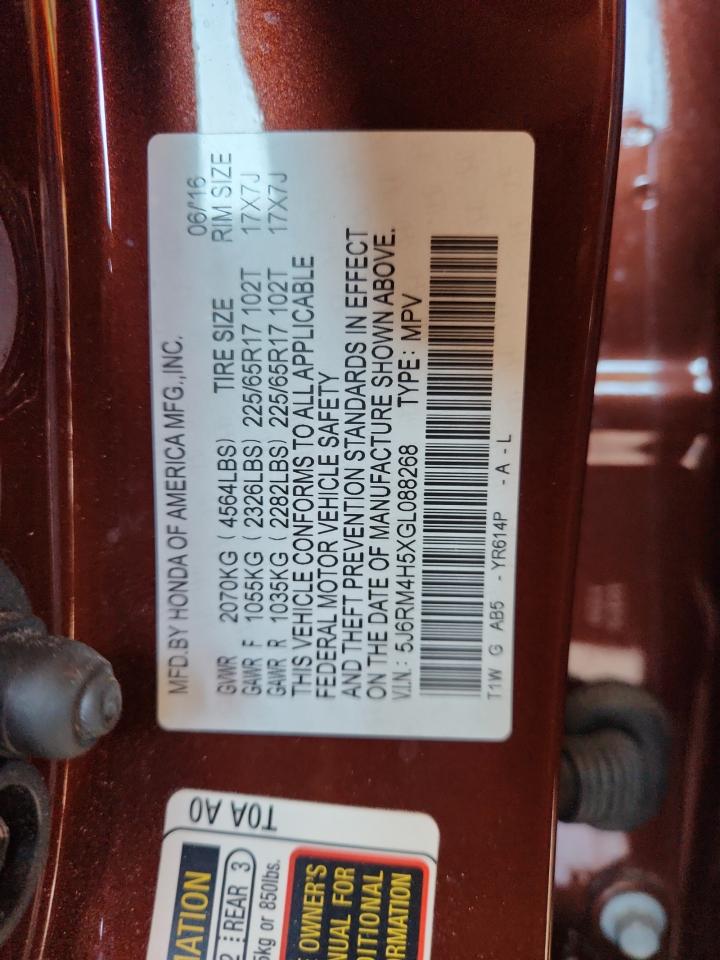 MFD.BY HONDA OF AMERICA MFG.,INC.
06/'16
GVWR 2070KG ( 4564LBS) TIRE SIZE RIM SIZE
GAWR F 1055KG ( 2326LBS) 225/65R17 102T 17X7J
GAWR R 1035KG ( 2282LBS) 225/65R17 102T 17X7J
THIS VEHICLE CONFORMS TO ALL APPLICABLE
FEDERAL MOTOR VEHICLE SAFETY
AND THEFT PREVENTION STANDARDS IN EFFECT
ON THE DATE OF MANUFACTURE SHOWN ABOVE.
V.I.N.: 5J6RM4H5XGL088268 TYPE: MPV
T1W G AB5 - YR614P - A - L
T0A A0
MATION
2 REAR 3
5kg or 850lbs.
OWNER'S
NUAL FOR
DITIONAL
RMATION